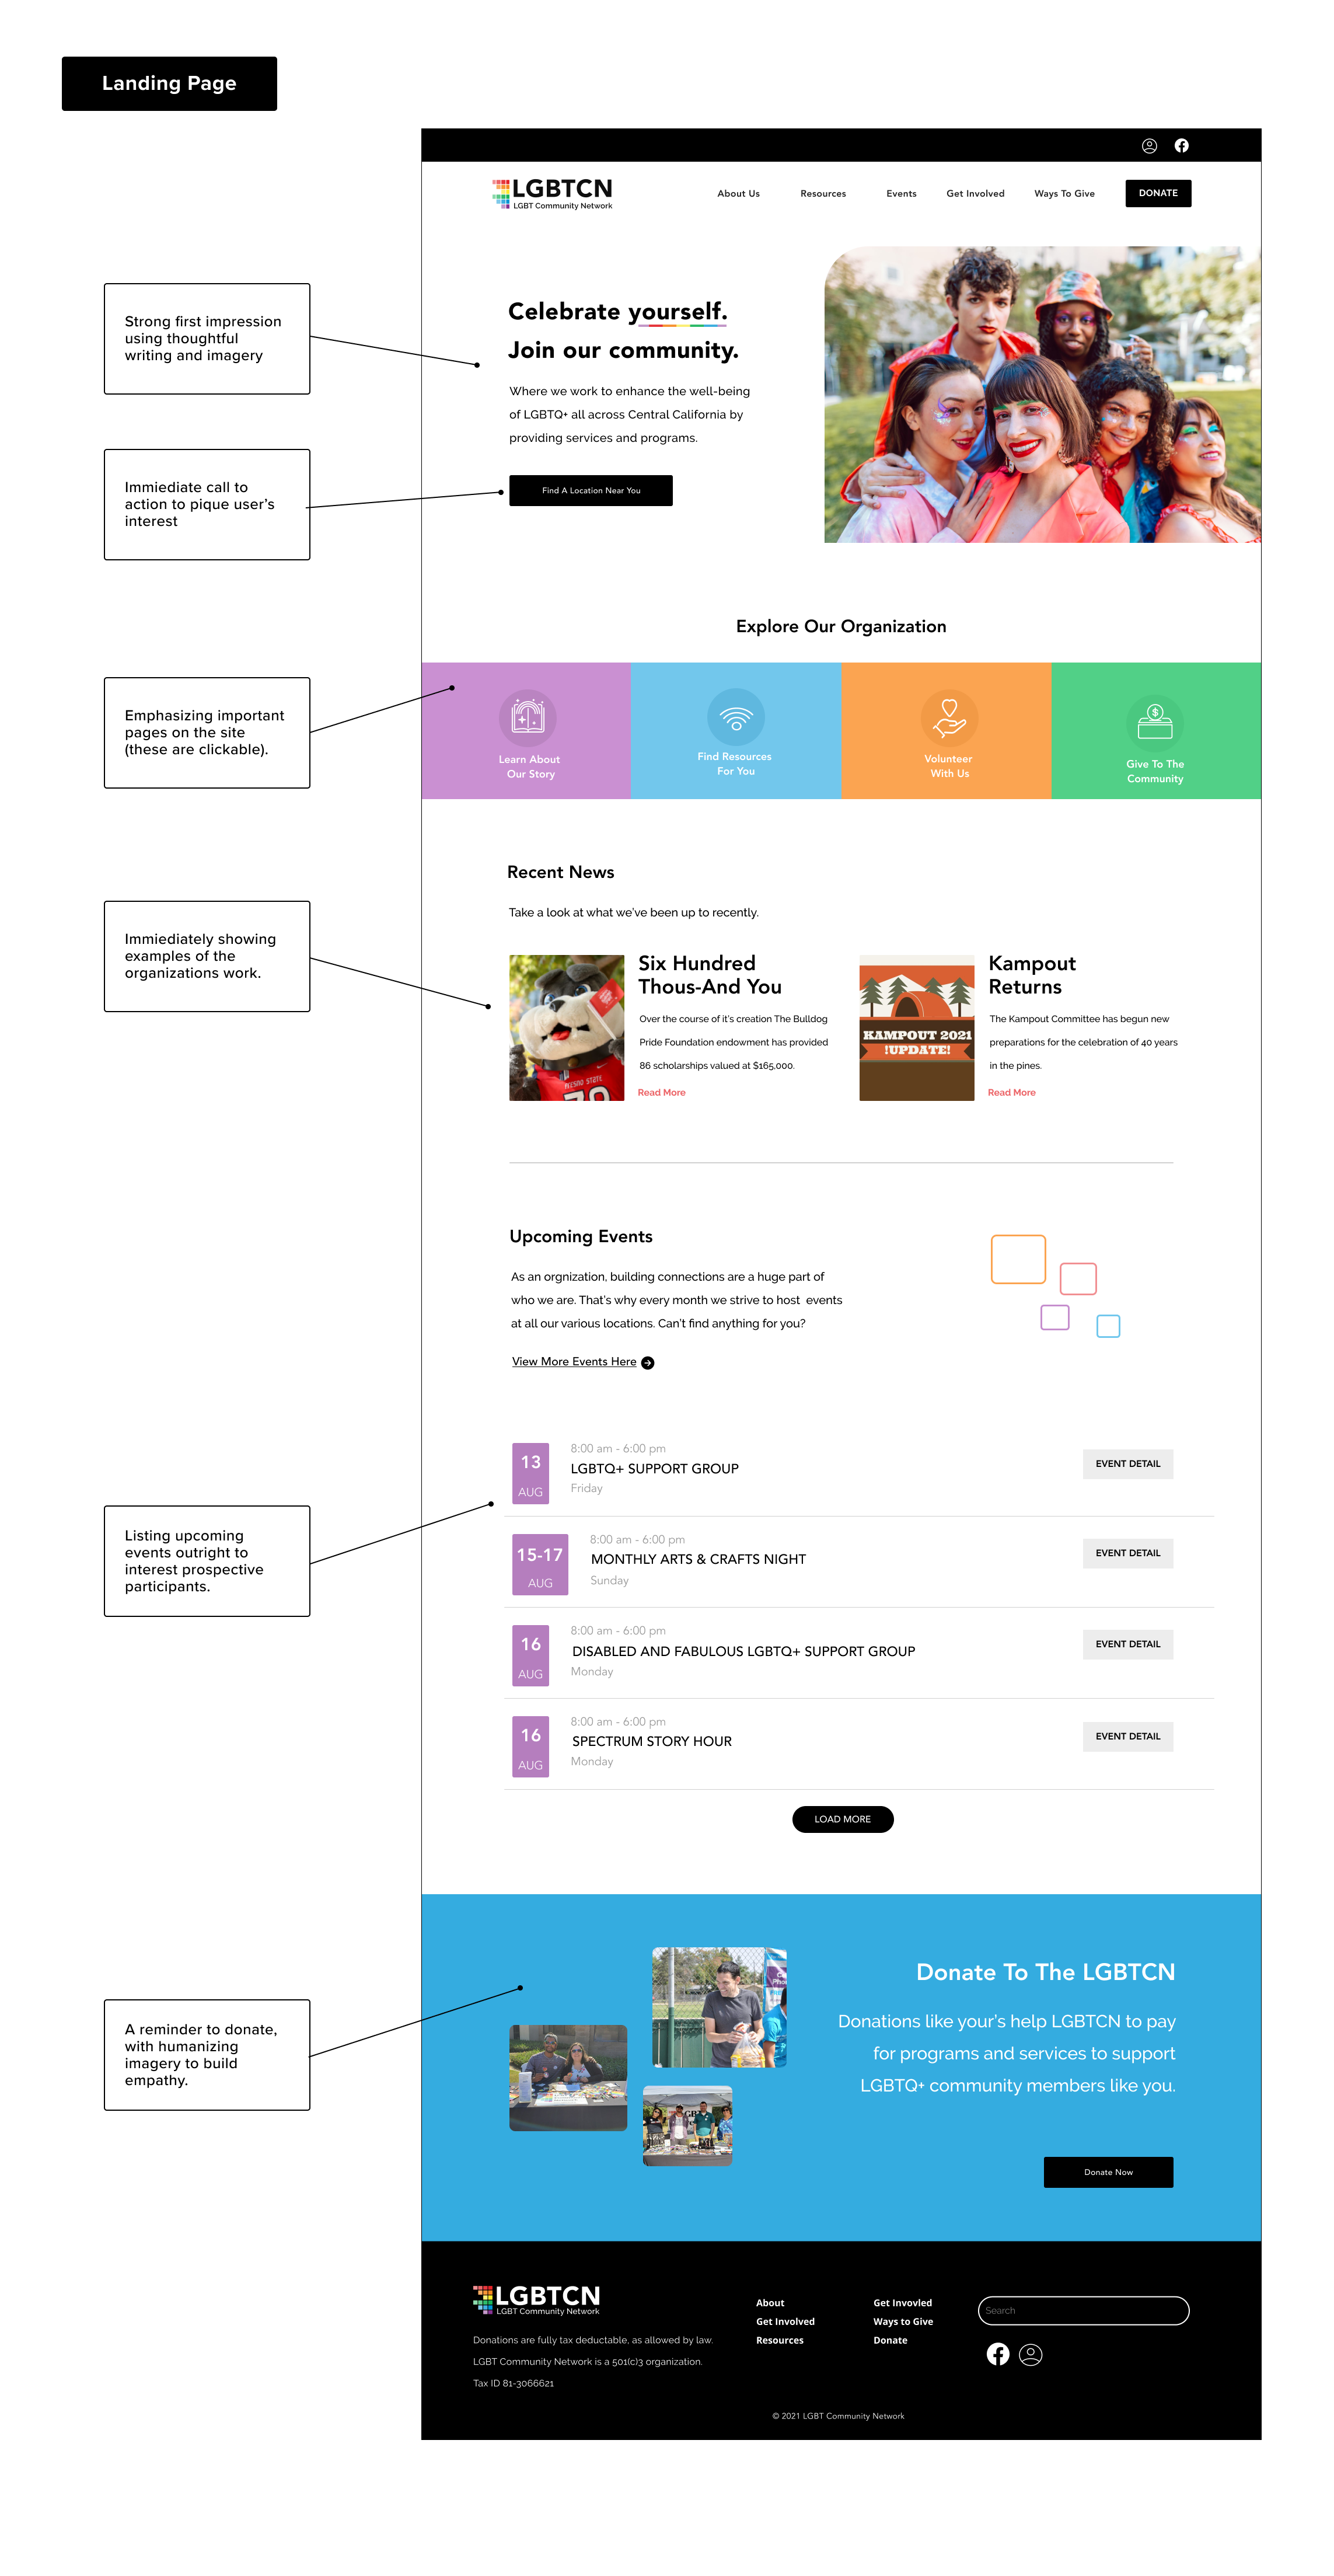 Landing Page
LGBTCN
LGBT Community Network
About Us
Resources
Events
Get Involved
Ways To Give
DONATE
Strong first impression
using thoughtful
writing and imagery
Celebrate yourself.
Join our community.
Where we work to enhance the well-being
of LGBTQ+ all across Central California by
providing services and programs.
Immiediate call to
action to pique user's
interest
Find A Location Near You
Explore Our Organization
Emphasizing important
pages on the site
(these are clickable).
Learn About
Our Story
Find Resources
For You
Volunteer
With Us
Give To The
Community
Recent News
Take a look at what we've been up to recently.
Immiediately showing
examples of the
organizations work.
FRESNO STATE
Six Hundred
Thous-And You
Over the course of it's creation The Bulldog
Pride Foundation endowment has provided
86 scholarships valued at $165,000.
Read More
KAMPOUT 2021
!UPDATE!
Kampout
Returns
The Kampout Committee has begun new
preparations for the celebration of 40 years
in the pines.
Read More
Upcoming Events
As an orgnization, building connections are a huge part of
who we are. That's why every month we strive to host events
at all our various locations. Can't find anything for you?
View More Events Here
Listing upcoming
events outright to
interest prospective
participants.
13
AUG
8:00 am - 6:00 pm
LGBTQ+ SUPPORT GROUP
Friday
EVENT DETAIL
15-17
AUG
8:00 am - 6:00 pm
MONTHLY ARTS & CRAFTS NIGHT
Sunday
EVENT DETAIL
16
AUG
8:00 am - 6:00 pm
DISABLED AND FABULOUS LGBTQ+ SUPPORT GROUP
Monday
EVENT DETAIL
16
AUG
8:00 am - 6:00 pm
SPECTRUM STORY HOUR
Monday
EVENT DETAIL
LOAD MORE
A reminder to donate,
with humanizing
imagery to build
empathy.
Donate To The LGBTCN
Donations like your's help LGBTCN to pay
for programs and services to support
LGBTQ+ community members like you.
Donate Now
LGBTCN
LGBT Community Network
Donations are fully tax deductable, as allowed by law.
LGBT Community Network is a 501(c)3 organization.
Tax ID 81-3066621
About
Get Involved
Resources
Get Invovled
Ways to Give
Donate
Search
© 2021 LGBT Community Network